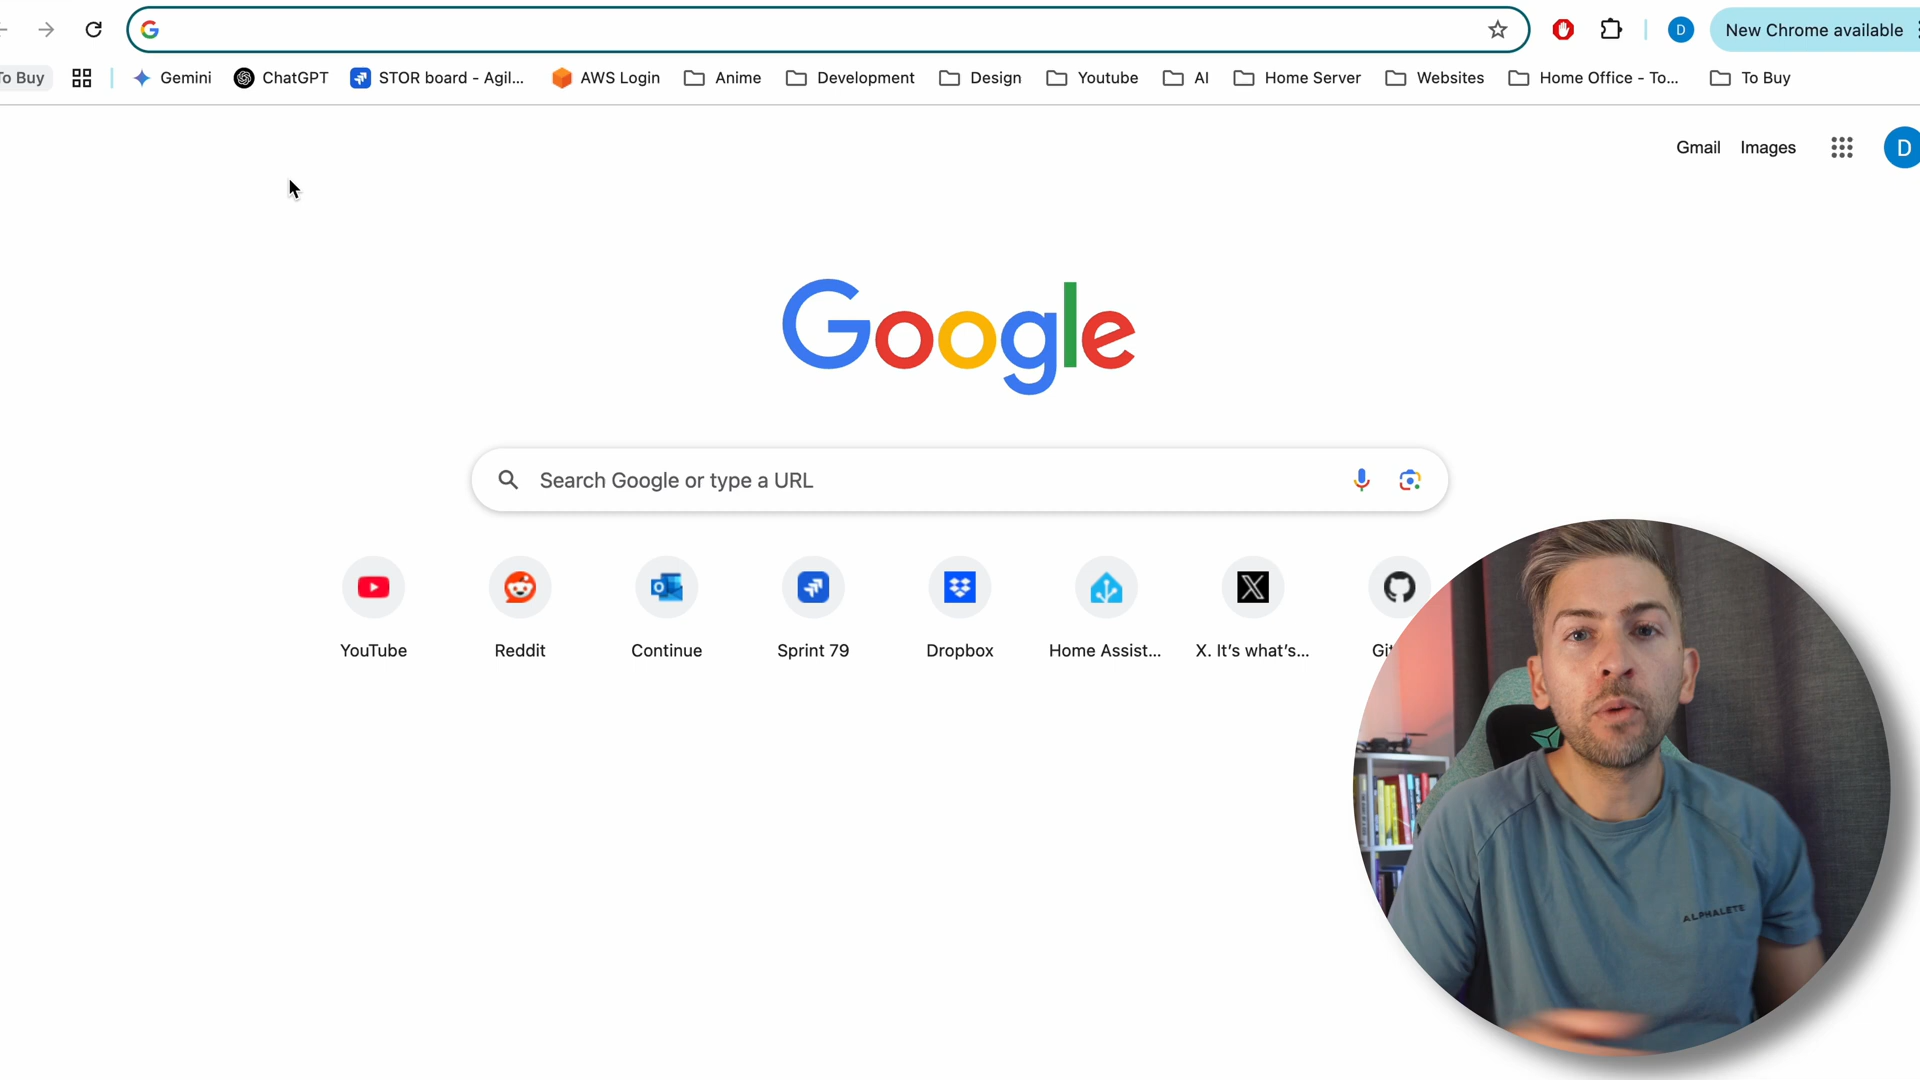 New Chrome available
To Buy
Gemini
ChatGPT
STOR board - Agil...
AWS Login
Anime
Development
Design
Youtube
AI
Home Server
Websites
Home Office - To...
To Buy
Gmail
Images
D
D
Google
Search Google or type a URL
YouTube
Reddit
Continue
Sprint 79
Dropbox
Home Assist...
X. It's what's...
Git
ALPHALETE